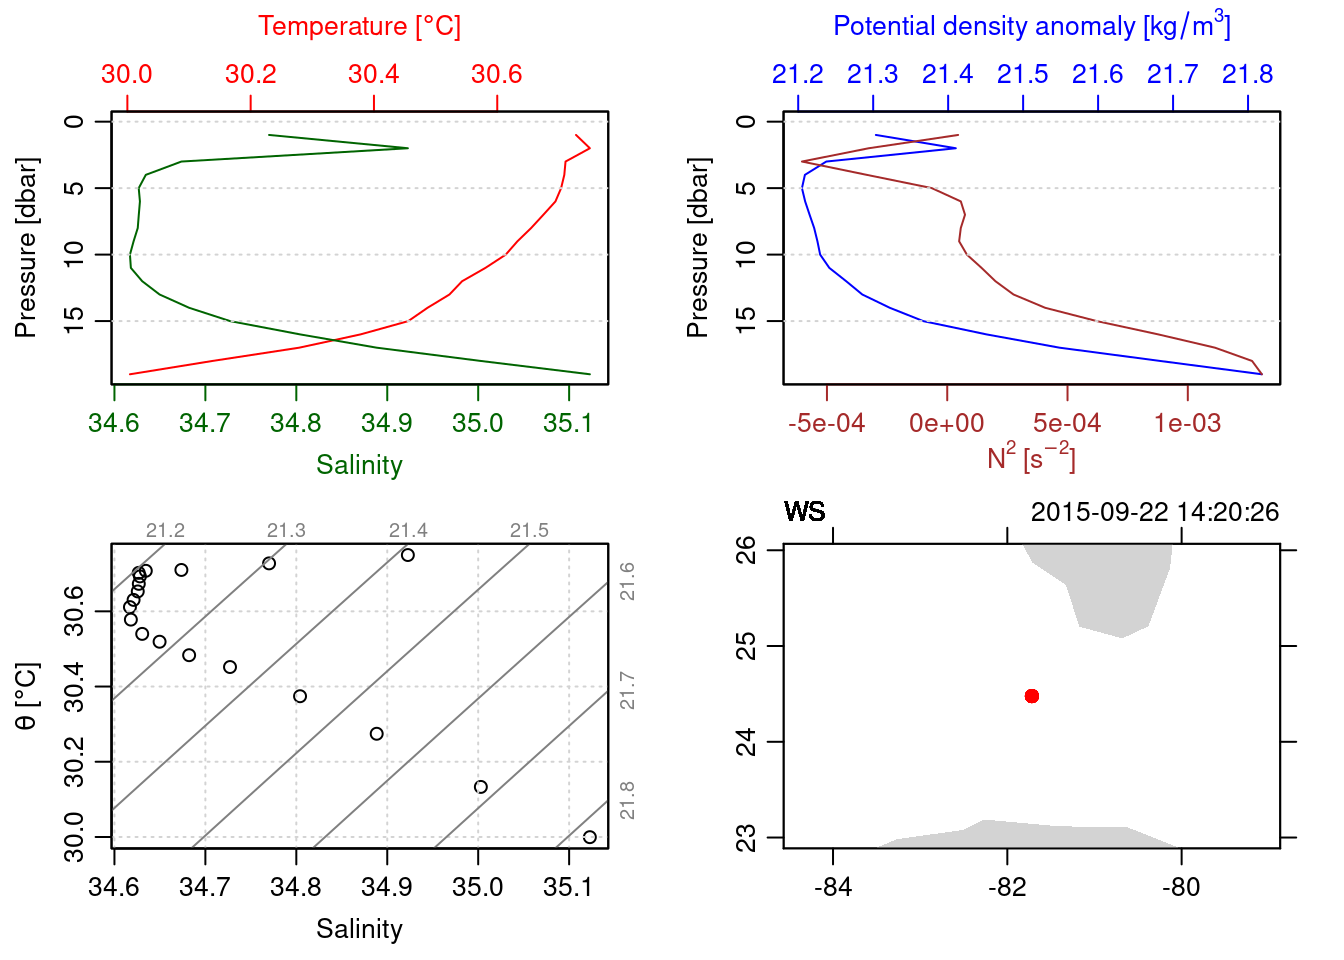 Temperature [°C]
30.0 30.2 30.4 30.6
0
5
10
15
Pressure [dbar]
34.6 34.7 34.8 34.9 35.0 35.1
Salinity
Potential density anomaly [kg/m³]
21.2 21.3 21.4 21.5 21.6 21.7 21.8
0
5
10
15
Pressure [dbar]
-5e-04 0e+00 5e-04 1e-03
N² [s⁻²]
21.2 21.3 21.4 21.5
21.6
21.7
21.8
30.6
30.4
30.2
30.0
θ [°C]
34.6 34.7 34.8 34.9 35.0 35.1
Salinity
WS 2015-09-22 14:20:26
26
25
24
23
-84 -82 -80